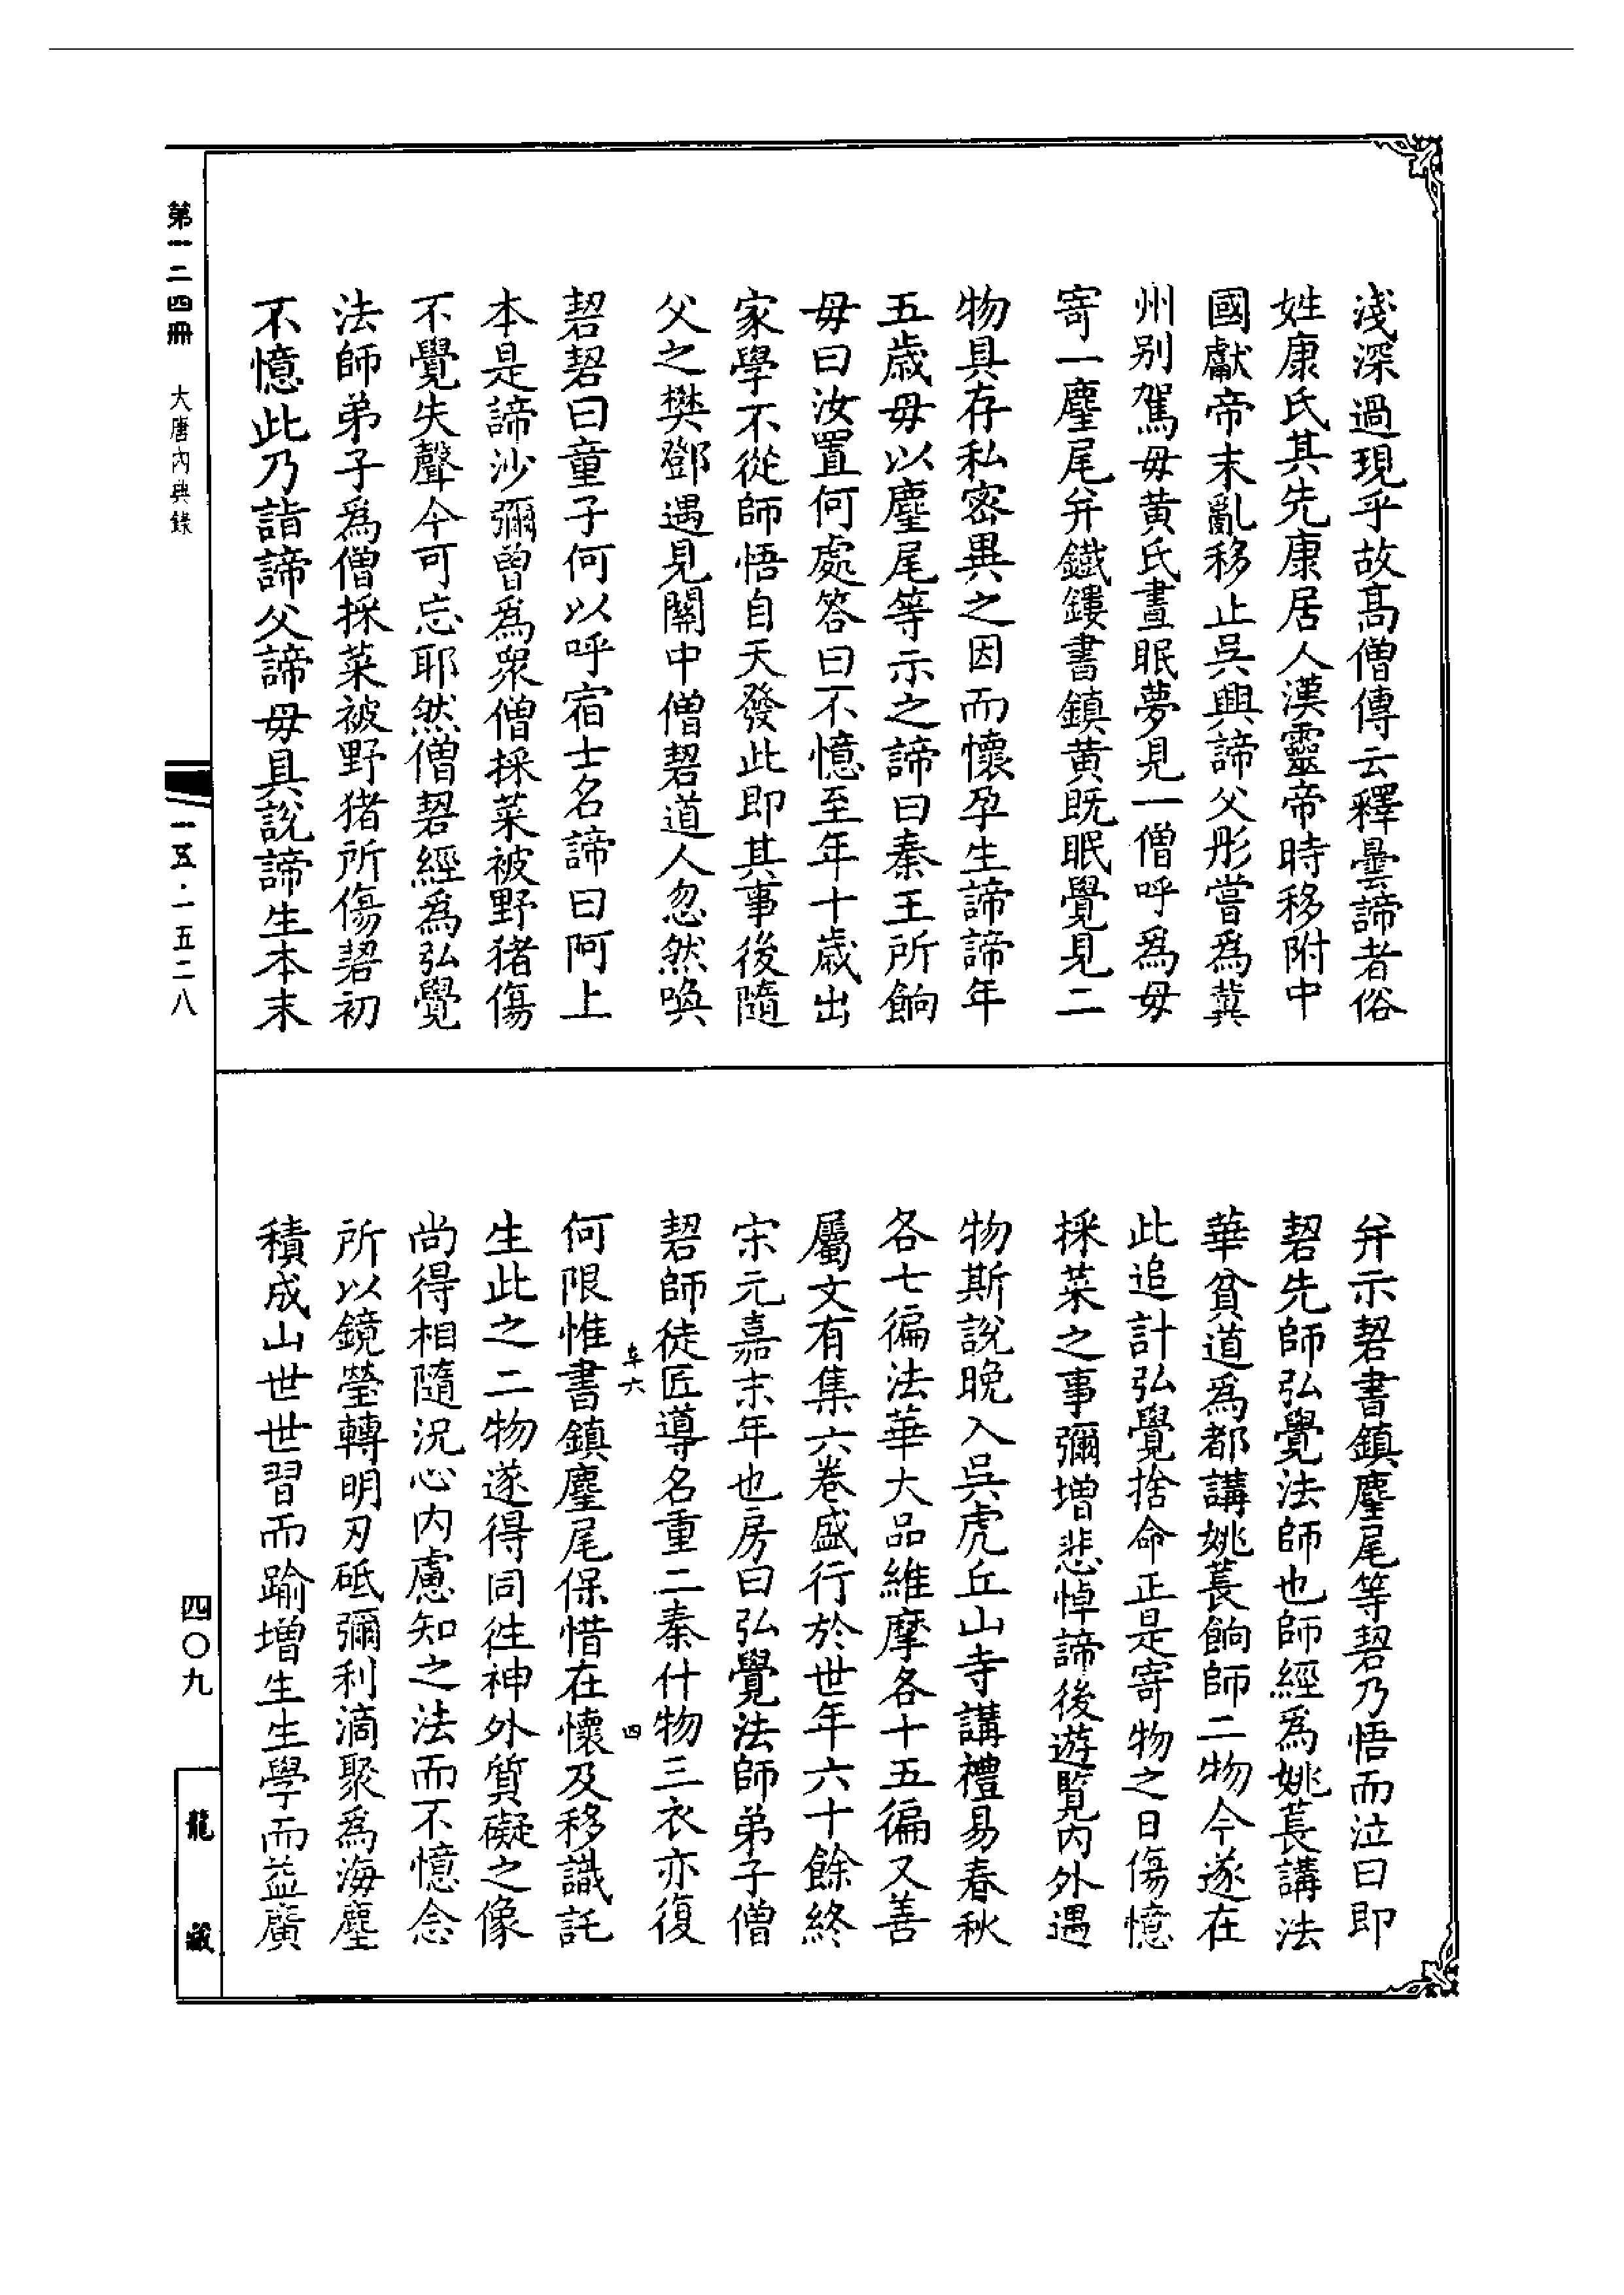 淺深過現乎故高僧傳云釋曇諦者俗
姓康氏其先康居人漢靈帝時移附中
國獻帝末亂移止吳興諦父彤嘗爲冀
州別駕毋黃氏晝眠夢見一僧呼爲毋
寄一麈尾并鐵鏤書鎮黃既眠覺見二
物具存私密異之因而懷孕生諦諦年
五歲毋以麈尾等示之諦曰秦王所餉
毋曰汝置何處答曰不憶至年十歲出
家學不從師悟自天發此即其事後隨
父之樊鄧遇見關中僧䂮道人忽然喚
䂮䂮曰童子何以呼宿士名諦曰阿上
本是諦沙彌曾爲衆僧採菜被野猪傷
不覺失聲今可忘耶然僧䂮經爲弘覺
法師弟子爲僧採菜被野猪所傷䂮初
不憶此乃詣諦父諦毋具說諦生本末
并示䂮書鎮麈尾等䂮乃悟而泣曰即
䂮先師弘覺法師也師經爲姚萇講法
華貧道爲都講姚萇餉師二物今遂在
此追計弘覺捨命正是寄物之日傷憶
採菜之事彌增悲悼諦後遊覽內外遇
物斯說晚入吳虎丘山寺講禮易春秋
各七徧法華大品維摩各十五徧又善
屬文有集六卷盛行於世年六十餘終
宋元嘉末年也房曰弘覺法師弟子僧
䂮師徒匠導名重二秦什物三衣亦復
何限惟書鎮麈尾保惜在懷及移識託
生此之二物遂得同徃神外質礙之像
尚得相隨況心內慮知之法而不憶念
所以鏡瑩轉明刃砥彌利滴聚爲海塵
積成山世世習而踰增生生學而益廣
六
四
第一二四冊 大唐內典錄
一五·一五二八
四〇九
龍藏